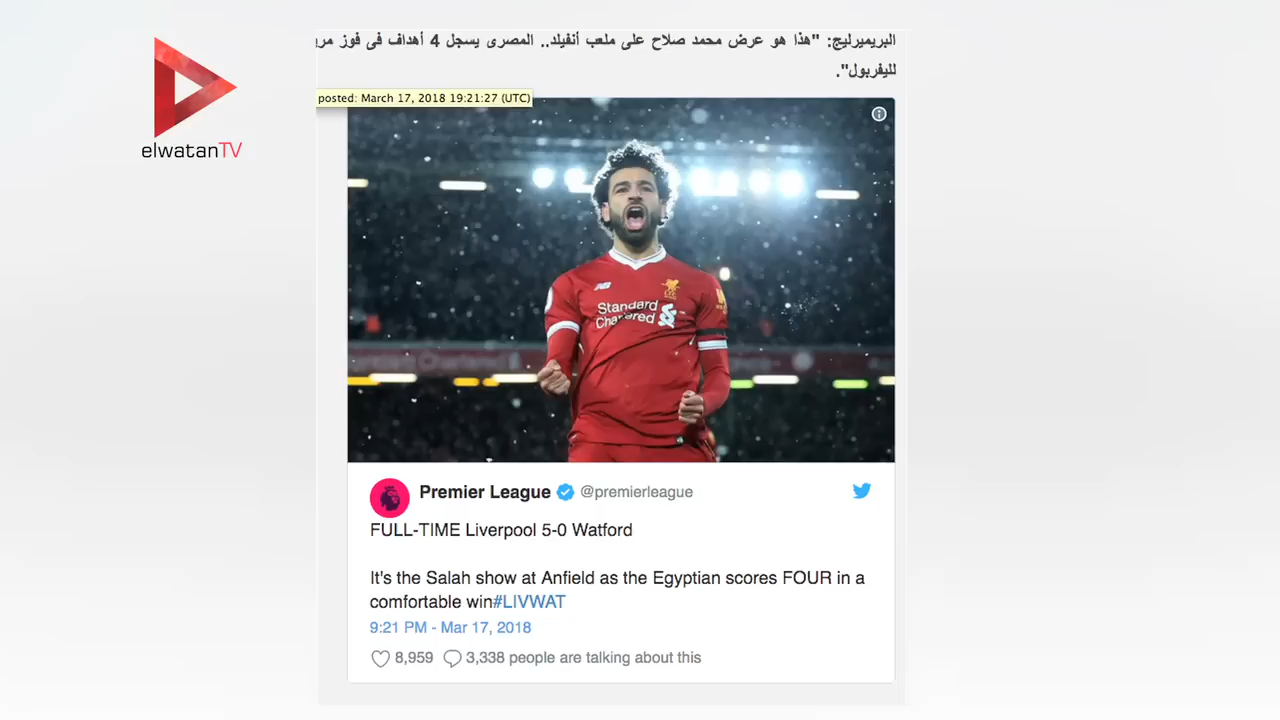 البريميرليج: "هذا هو عرض محمد صلاح على ملعب أنفيلد.. المصرى يسجل 4 أهداف فى فوز
لليفربول".
posted: March 17, 2018 19:21:27 (UTC)
elwatanTV
Standard
Chartered
Premier League @premierleague
FULL-TIME Liverpool 5-0 Watford
It's the Salah show at Anfield as the Egyptian scores FOUR in a
comfortable win#LIVWAT
9:21 PM - Mar 17, 2018
8,959 3,338 people are talking about this